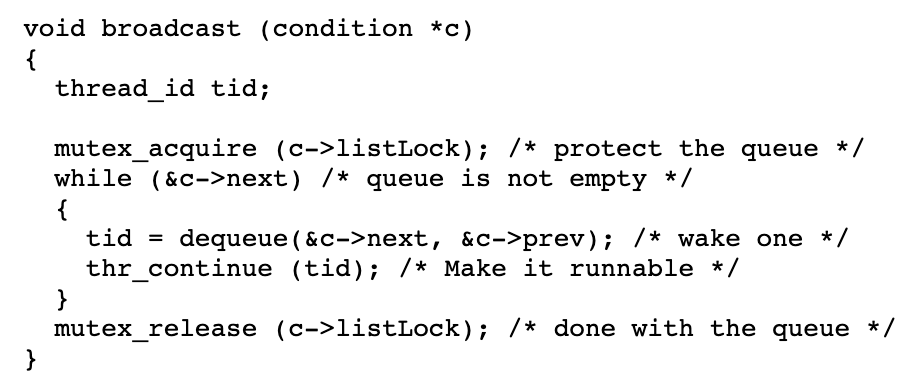 void broadcast (condition *c)
{
  thread_id tid;

  mutex_acquire (c->listLock); /* protect the queue */
  while (&c->next) /* queue is not empty */
  {
    tid = dequeue(&c->next, &c->prev); /* wake one */
    thr_continue (tid); /* Make it runnable */
  }
  mutex_release (c->listLock); /* done with the queue */
}